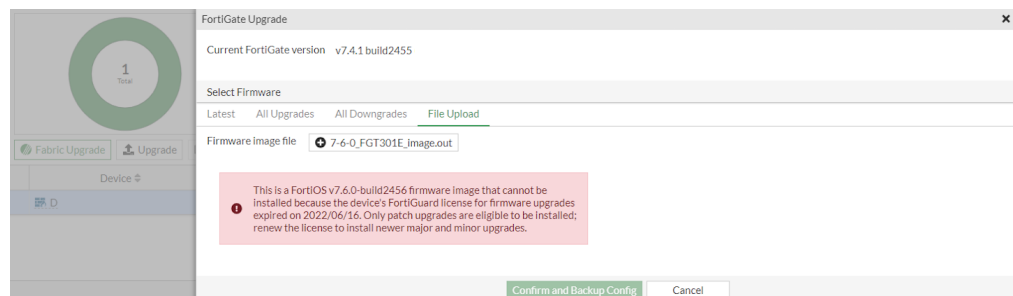 FortiGate Upgrade
Current FortiGate version v7.4.1 build2455
1
Total
Select Firmware
Latest All Upgrades All Downgrades File Upload
Firmware image file 7-6-0_FGT301E_image.out
Fabric Upgrade Upgrade
Device
D
This is a FortiOS v7.6.0-build2456 firmware image that cannot be
installed because the device's FortiGuard license for firmware upgrades
expired on 2022/06/16. Only patch upgrades are eligible to be installed;
renew the license to install newer major and minor upgrades.
Confirm and Backup Config Cancel